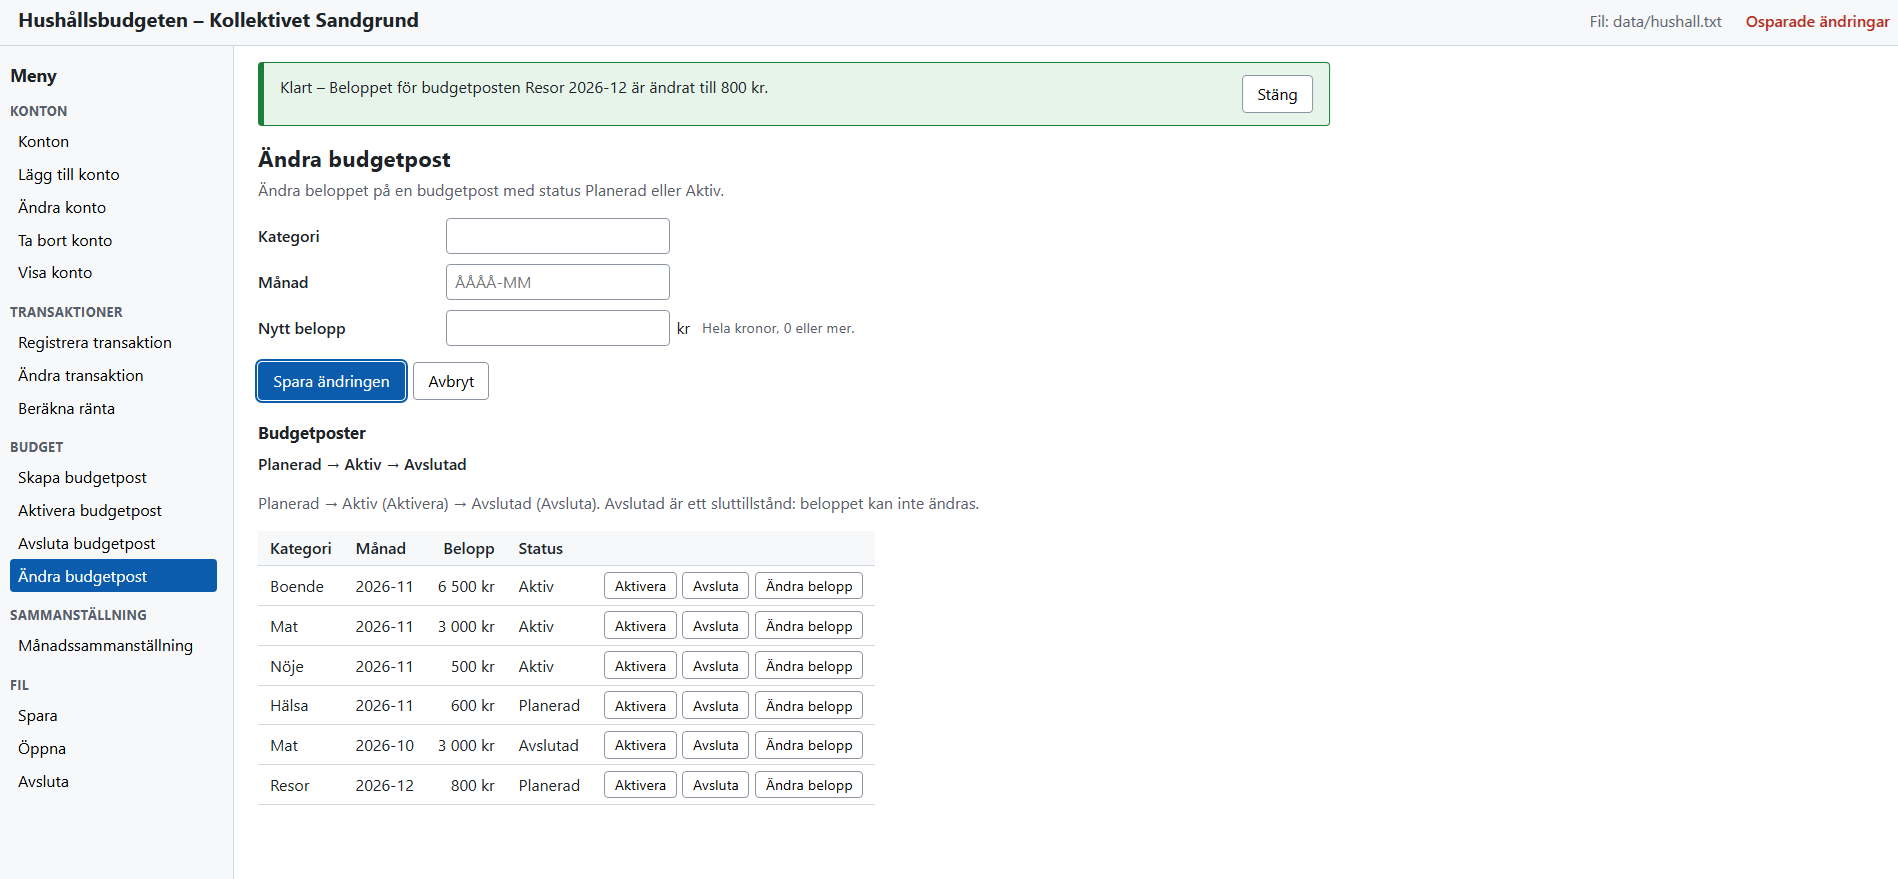 Hushållsbudgeten – Kollektivet Sandgrund
Fil: data/hushall.txt Osparade ändringar
Meny
KONTON
Konton
Lägg till konto
Ändra konto
Ta bort konto
Visa konto
TRANSAKTIONER
Registrera transaktion
Ändra transaktion
Beräkna ränta
BUDGET
Skapa budgetpost
Aktivera budgetpost
Avsluta budgetpost
Ändra budgetpost
SAMMANSTÄLLNING
Månadssammanställning
FIL
Spara
Öppna
Avsluta
Klart – Beloppet för budgetposten Resor 2026-12 är ändrat till 800 kr.
Stäng
Ändra budgetpost
Ändra beloppet på en budgetpost med status Planerad eller Aktiv.
Kategori
Månad ÅÅÅÅ-MM
Nytt belopp kr Hela kronor, 0 eller mer.
Spara ändringen Avbryt
Budgetposter
Planerad → Aktiv → Avslutad
Planerad → Aktiv (Aktivera) → Avslutad (Avsluta). Avslutad är ett sluttillstånd: beloppet kan inte ändras.
Kategori Månad Belopp Status
Boende 2026-11 6 500 kr Aktiv Aktivera Avsluta Ändra belopp
Mat 2026-11 3 000 kr Aktiv Aktivera Avsluta Ändra belopp
Nöje 2026-11 500 kr Aktiv Aktivera Avsluta Ändra belopp
Hälsa 2026-11 600 kr Planerad Aktivera Avsluta Ändra belopp
Mat 2026-10 3 000 kr Avslutad Aktivera Avsluta Ändra belopp
Resor 2026-12 800 kr Planerad Aktivera Avsluta Ändra belopp